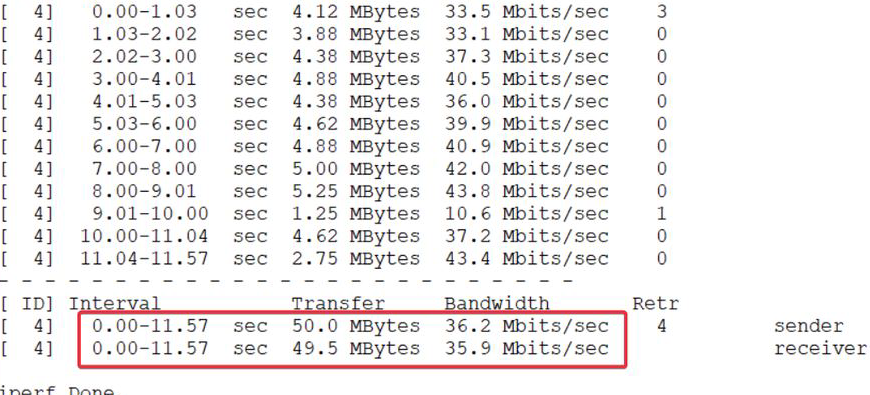 [  4]   0.00-1.03   sec  4.12 MBytes  33.5 Mbits/sec    3
[  4]   1.03-2.02   sec  3.88 MBytes  33.1 Mbits/sec    0
[  4]   2.02-3.00   sec  4.38 MBytes  37.3 Mbits/sec    0
[  4]   3.00-4.01   sec  4.88 MBytes  40.5 Mbits/sec    0
[  4]   4.01-5.03   sec  4.38 MBytes  36.0 Mbits/sec    0
[  4]   5.03-6.00   sec  4.62 MBytes  39.9 Mbits/sec    0
[  4]   6.00-7.00   sec  4.88 MBytes  40.9 Mbits/sec    0
[  4]   7.00-8.00   sec  5.00 MBytes  42.0 Mbits/sec    0
[  4]   8.00-9.01   sec  5.25 MBytes  43.8 Mbits/sec    0
[  4]   9.01-10.00  sec  1.25 MBytes  10.6 Mbits/sec    1
[  4]  10.00-11.04  sec  4.62 MBytes  37.2 Mbits/sec    0
[  4]  11.04-11.57  sec  2.75 MBytes  43.4 Mbits/sec    0
- - - - - - - - - - - - - - - - - - - - - - - - -
[ ID] Interval           Transfer     Bandwidth       Retr
[  4]   0.00-11.57  sec  50.0 MBytes  36.2 Mbits/sec    4             sender
[  4]   0.00-11.57  sec  49.5 MBytes  35.9 Mbits/sec                  receiver
iperf Done